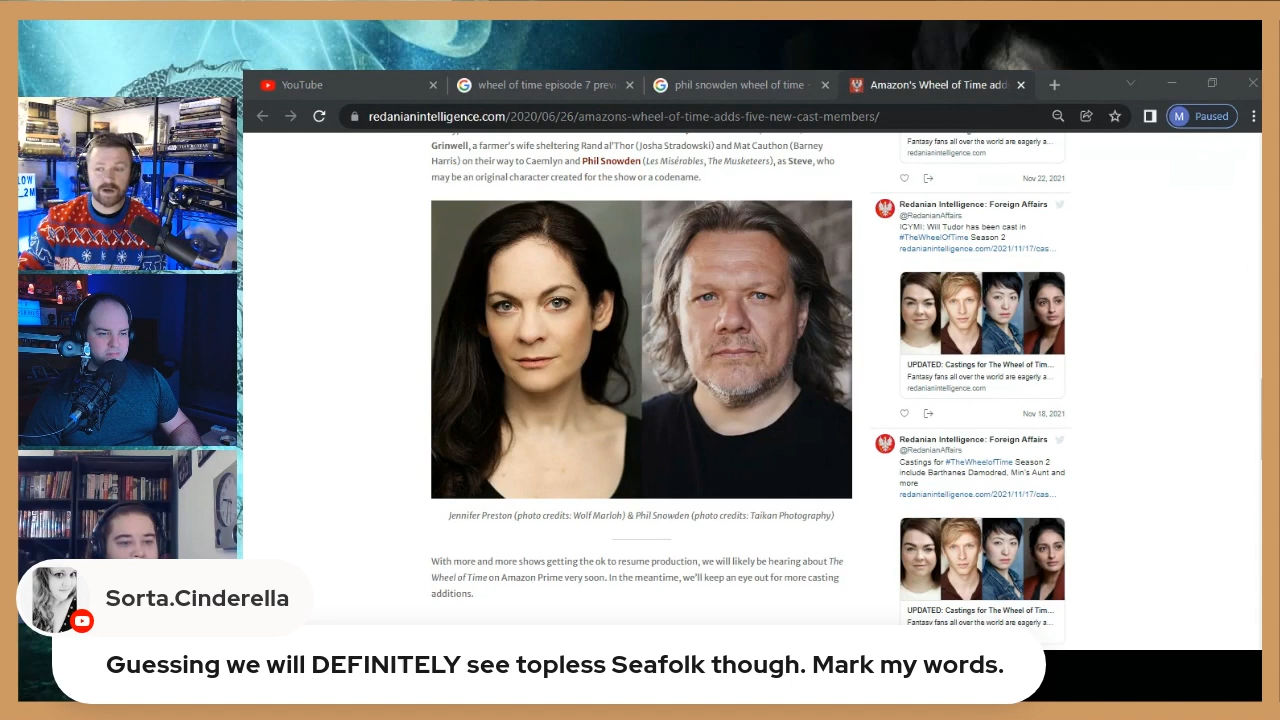 YouTube
wheel of time episode 7 prev
phil snowden wheel of time
Amazon's Wheel of Time add
redanianintelligence.com/2020/06/26/amazons-wheel-of-time-adds-five-new-cast-members/
M Paused
Grinwell, a farmer's wife sheltering Rand al'Thor (Josha Stradowski) and Mat Cauthon (Barney
Harris) on their way to Caemlyn and Phil Snowden (Les Misérables, The Musketeers), as Steve, who
may be an original character created for the show or a codename.
Jennifer Preston (photo credits: Wolf Marloh) & Phil Snowden (photo credits: Taikan Photography)
With more and more shows getting the ok to resume production, we will likely be hearing about The
Wheel of Time on Amazon Prime very soon. In the meantime, we'll keep an eye out for more casting
additions.
Fantasy fans all over the world are eagerly a...
redanianintelligence.com
Nov 22, 2021
Redanian Intelligence: Foreign Affairs
@RedanianAffairs
ICYMI: Will Tudor has been cast in
#TheWheelOfTime Season 2
redanianintelligence.com/2021/11/17/cas...
UPDATED: Castings for The Wheel of Tim...
Fantasy fans all over the world are eagerly a...
redanianintelligence.com
Nov 18, 2021
Redanian Intelligence: Foreign Affairs
@RedanianAffairs
Castings for #TheWheelofTime Season 2
include Barthanes Damodred, Min's Aunt and
more
redanianintelligence.com/2021/11/17/cas...
UPDATED: Castings for The Wheel of Tim...
Fantasy fans all over the world are eagerly a...
Sorta.Cinderella
Guessing we will DEFINITELY see topless Seafolk though. Mark my words.